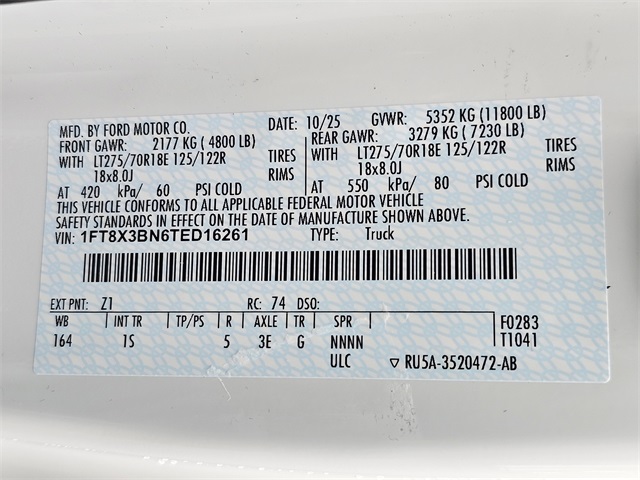 MFD. BY FORD MOTOR CO. DATE: 10/25 GVWR: 5352 KG (11800 LB)
FRONT GAWR: 2177 KG ( 4800 LB) REAR GAWR: 3279 KG ( 7230 LB)
WITH LT275/70R18E 125/122R TIRES WITH LT275/70R18E 125/122R TIRES
18x8.0J RIMS 18x8.0J RIMS
AT 420 kPa/ 60 PSI COLD AT 550 kPa/ 80 PSI COLD
THIS VEHICLE CONFORMS TO ALL APPLICABLE FEDERAL MOTOR VEHICLE
SAFETY STANDARDS IN EFFECT ON THE DATE OF MANUFACTURE SHOWN ABOVE.
VIN: 1FT8X3BN6TED16261 TYPE: Truck
EXT PNT: Z1 RC: 74 DSO:
WB INT TR TP/PS R AXLE TR SPR F0283
164 1S 5 3E G NNNN T1041
ULC ▽ RU5A-3520472-AB